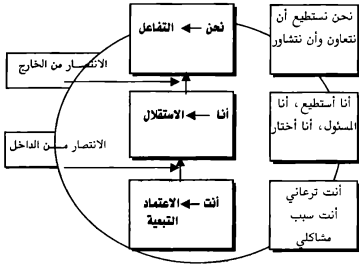 نحن نستطيع أن
نتعاون وأن نتشاور
نحن ← التفاعل
الانتصار من الخارج
أنا أستطيع، أنا
المسئول، أنا أختار
أنا ← الاستقلال
الانتصار من الداخل
أنت ترعاني
أنت سبب
مشاكلي
أنت ← الاعتماد
التبعية